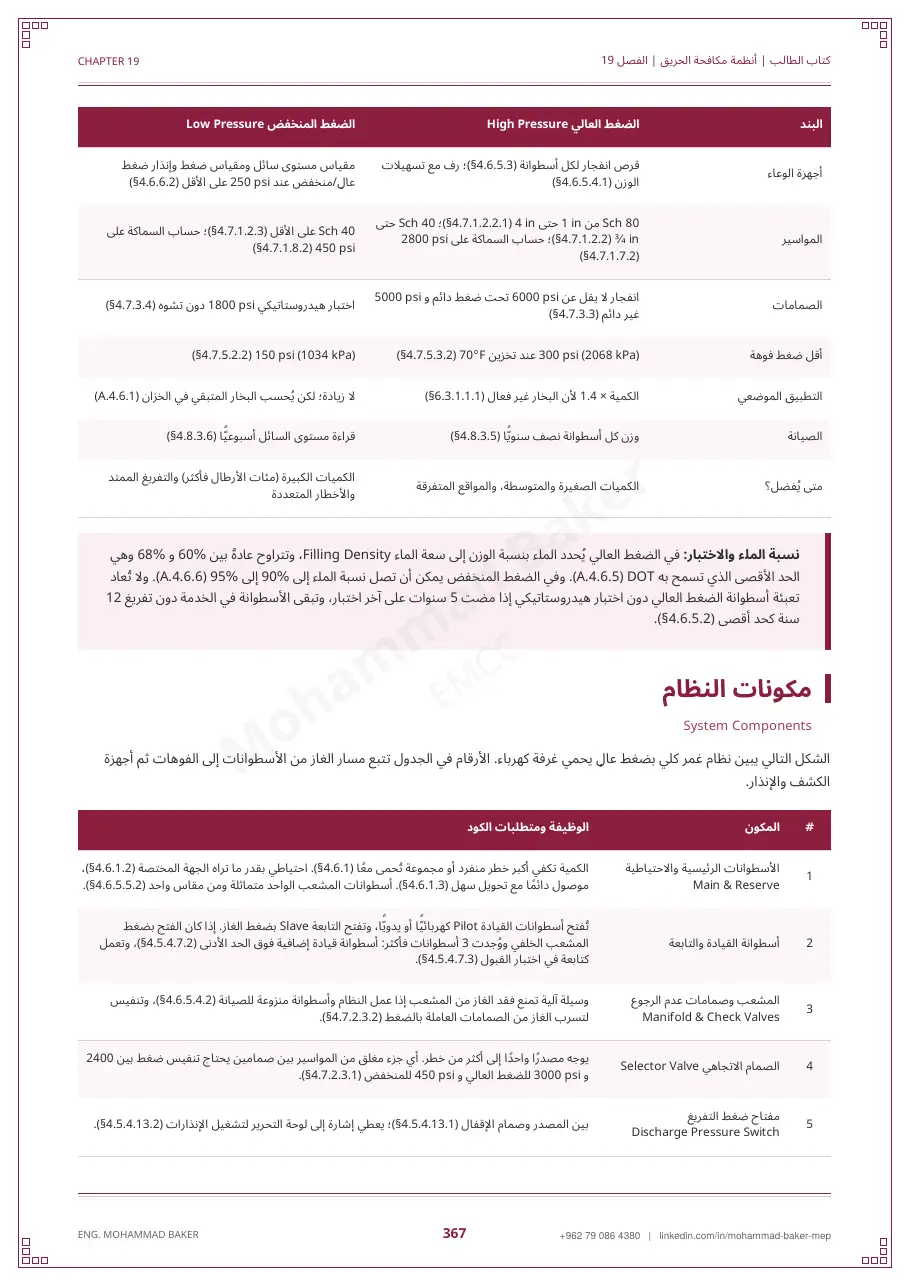 كتاب الطالب | أنظمة مكافحة الحريق | الفصل 19
CHAPTER 19
البند
الضغط العالي High Pressure
الضغط المنخفض Low Pressure
أجهزة الوعاء
قرص انفجار لكل أسطوانة (§4.6.5.3)؛ رف مع تسهيلات
الوزن (§4.6.5.4.1)
مقياس مستوى سائل ومقياس ضغط وإنذار ضغط
عالٍ/منخفض عند 250 psi على الأقل (§4.6.6.2)
المواسير
Sch 80 من 1 in حتى 4 in (§4.7.1.2.2.1)؛ Sch 40 حتى
¾ in (§4.7.1.2.2)؛ حساب السماكة على 2800 psi
(§4.7.1.7.2)
Sch 40 على الأقل (§4.7.1.2.3)؛ حساب السماكة على
450 psi (§4.7.1.8.2)
الصمامات
انفجار لا يقل عن 6000 psi تحت ضغط دائم و 5000 psi
غير دائم (§4.7.3.3)
اختبار هيدروستاتيكي 1800 psi دون تشوه (§4.7.3.4)
أقل ضغط فوهة
300 psi (2068 kPa) عند تخزين 70°F (§4.7.5.3.2)
150 psi (1034 kPa) (§4.7.5.2.2)
التطبيق الموضعي
الكمية × 1.4 لأن البخار غير فعال (§6.3.1.1.1)
لا زيادة؛ لكن يُحسب البخار المتبقي في الخزان (A.4.6.1)
الصيانة
وزن كل أسطوانة نصف سنويًّا (§4.8.3.5)
قراءة مستوى السائل أسبوعيًّا (§4.8.3.6)
متى يُفضل؟
الكميات الصغيرة والمتوسطة، والمواقع المتفرقة
الكميات الكبيرة (مئات الأرطال فأكثر) والتفريغ الممتد
والأخطار المتعددة
نسبة الملء والاختبار: في الضغط العالي يُحدد الملء بنسبة الوزن إلى سعة الماء Filling Density، وتتراوح عادةً بين 60% و 68% وهي
الحد الأقصى الذي تسمح به DOT (A.4.6.5). وفي الضغط المنخفض يمكن أن تصل نسبة الملء إلى 90% إلى 95% (A.4.6.6). ولا تُعاد
تعبئة أسطوانة الضغط العالي دون اختبار هيدروستاتيكي إذا مضت 5 سنوات على آخر اختبار، وتبقى الأسطوانة في الخدمة دون تفريغ 12
سنة كحد أقصى (§4.6.5.2).
Mohammad Baker
EMCC
مكونات النظام
System Components
الشكل التالي يبين نظام غمر كلي بضغط عالٍ يحمي غرفة كهرباء. الأرقام في الجدول تتبع مسار الغاز من الأسطوانات إلى الفوهات ثم أجهزة
الكشف والإنذار.
#
المكون
الوظيفة ومتطلبات الكود
1
الأسطوانات الرئيسية والاحتياطية
Main & Reserve
الكمية تكفي أكبر خطر منفرد أو مجموعة تُحمى معًا (§4.6.1). احتياطي بقدر ما تراه الجهة المختصة (§4.6.1.2)،
موصول دائمًا مع تحويل سهل (§4.6.1.3). أسطوانات المشعب الواحد متماثلة ومن مقاس واحد (§4.6.5.5.2).
2
أسطوانة القيادة والتابعة
تُفتح أسطوانات القيادة Pilot كهربائيًّا أو يدويًّا، وتفتح التابعة Slave بضغط الغاز. إذا كان الفتح بضغط
المشعب الخلفي ووُجدت 3 أسطوانات فأكثر: أسطوانة قيادة إضافية فوق الحد الأدنى (§4.5.4.7.2)، وتعمل
كتابعة في اختبار القبول (§4.5.4.7.3).
3
المشعب وصمامات عدم الرجوع
Manifold & Check Valves
وسيلة آلية تمنع فقد الغاز من المشعب إذا عمل النظام وأسطوانة منزوعة للصيانة (§4.6.5.4.2)، وتنفيس
لتسرب الغاز من الصمامات العاملة بالضغط (§4.7.2.3.2).
4
الصمام الاتجاهي Selector Valve
يوجه مصدرًا واحدًا إلى أكثر من خطر. أي جزء مغلق من المواسير بين صمامين يحتاج تنفيس ضغط بين 2400
و 3000 psi للضغط العالي و 450 psi للمنخفض (§4.7.2.3.1).
5
مفتاح ضغط التفريغ
Discharge Pressure Switch
بين المصدر وصمام الإقفال (§4.5.4.13.1)؛ يعطي إشارة إلى لوحة التحرير لتشغيل الإنذارات (§4.5.4.13.2).
ENG. MOHAMMAD BAKER
367
+962 79 086 4380 | linkedin.com/in/mohammad-baker-mep